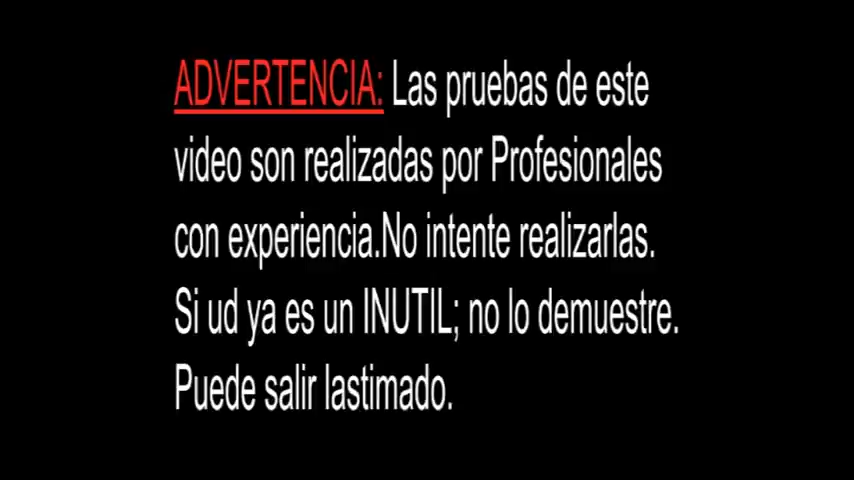 ADVERTENCIA: Las pruebas de este
video son realizadas por Profesionales
con experiencia.No intente realizarlas.
Si ud ya es un INUTIL; no lo demuestre.
Puede salir lastimado.